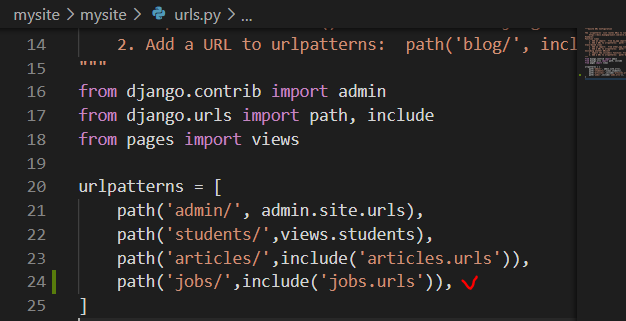 mysite > mysite > urls.py > ...
14 2. Add a URL to urlpatterns: path('blog/', incl
15 """
16 from django.contrib import admin
17 from django.urls import path, include
18 from pages import views
19
20 urlpatterns = [
21 path('admin/', admin.site.urls),
22 path('students/',views.students),
23 path('articles/',include('articles.urls')),
24 path('jobs/',include('jobs.urls')),
25 ]